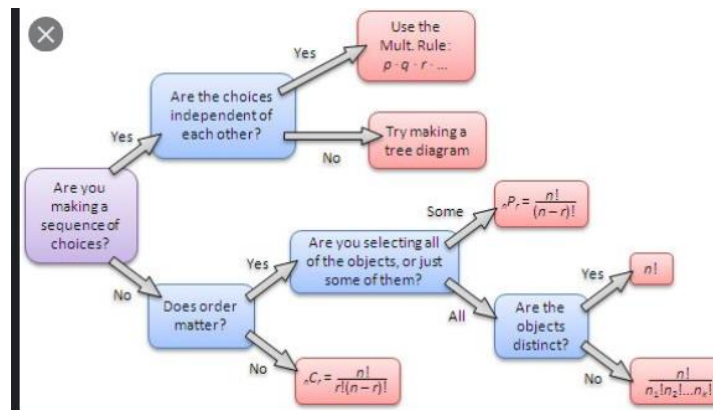 Use the
Mult. Rule:
p · q · r · ...
Yes
Are the choices
independent of
each other?
Yes
No
Try making a
tree diagram
Are you
making a
sequence of
choices?
Some
nPr = n!/(n−r)!
Are you selecting all
of the objects, or just
some of them?
Yes
No
Does order
matter?
All
Yes
n!
Are the
objects
distinct?
No
nCr = n!/r!(n−r)!
No
n!/n₁!n₂!...nₖ!